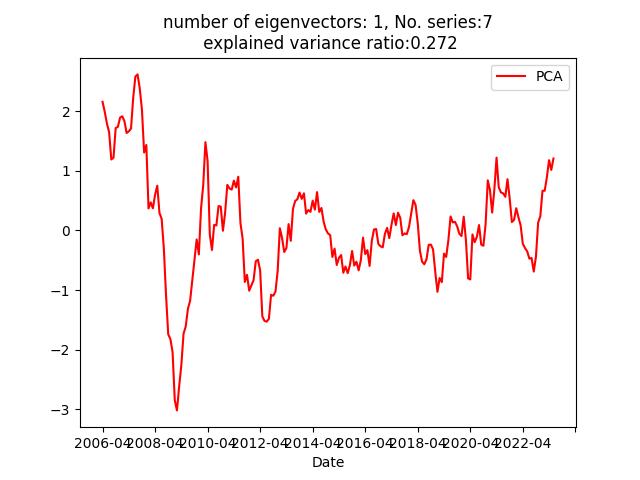 number of eigenvectors: 1, No. series:7
explained variance ratio:0.272
PCA
2
1
0
−1
−2
−3
2006-04 2008-04 2010-04 2012-04 2014-04 2016-04 2018-04 2020-04 2022-04
Date